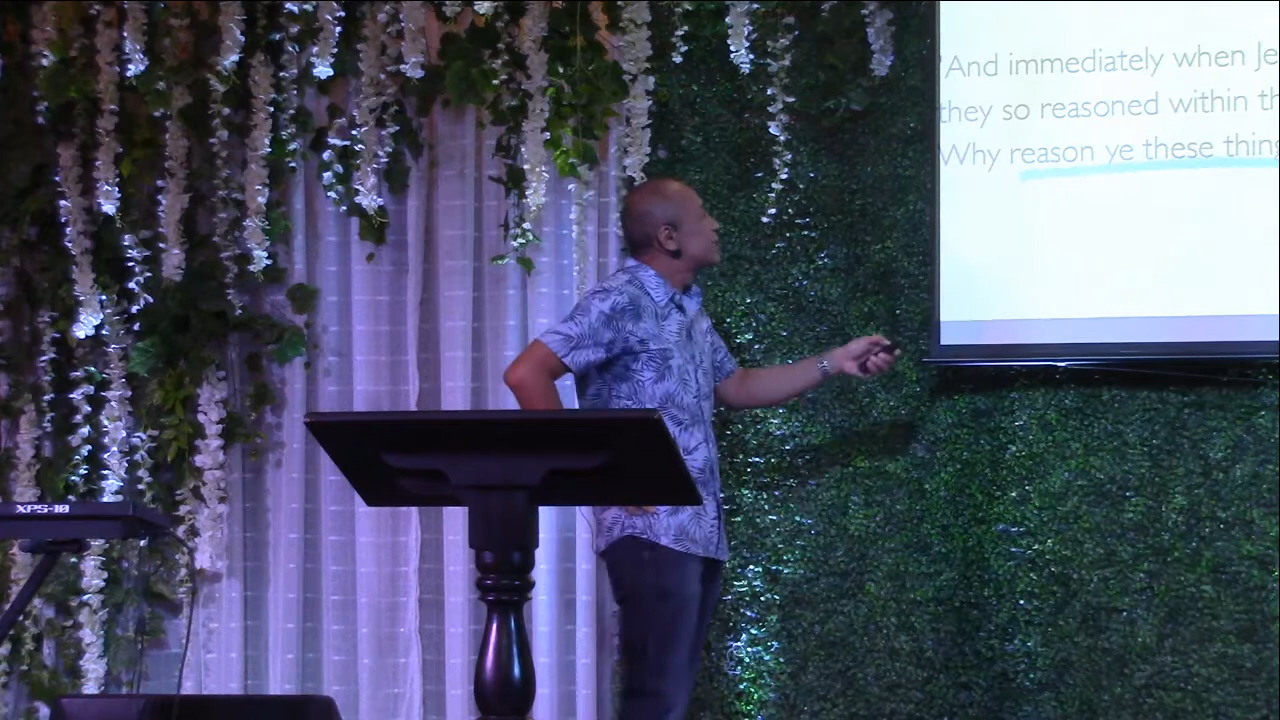 XPS-10
"And immediately when Je
they so reasoned within th
Why reason ye these thing